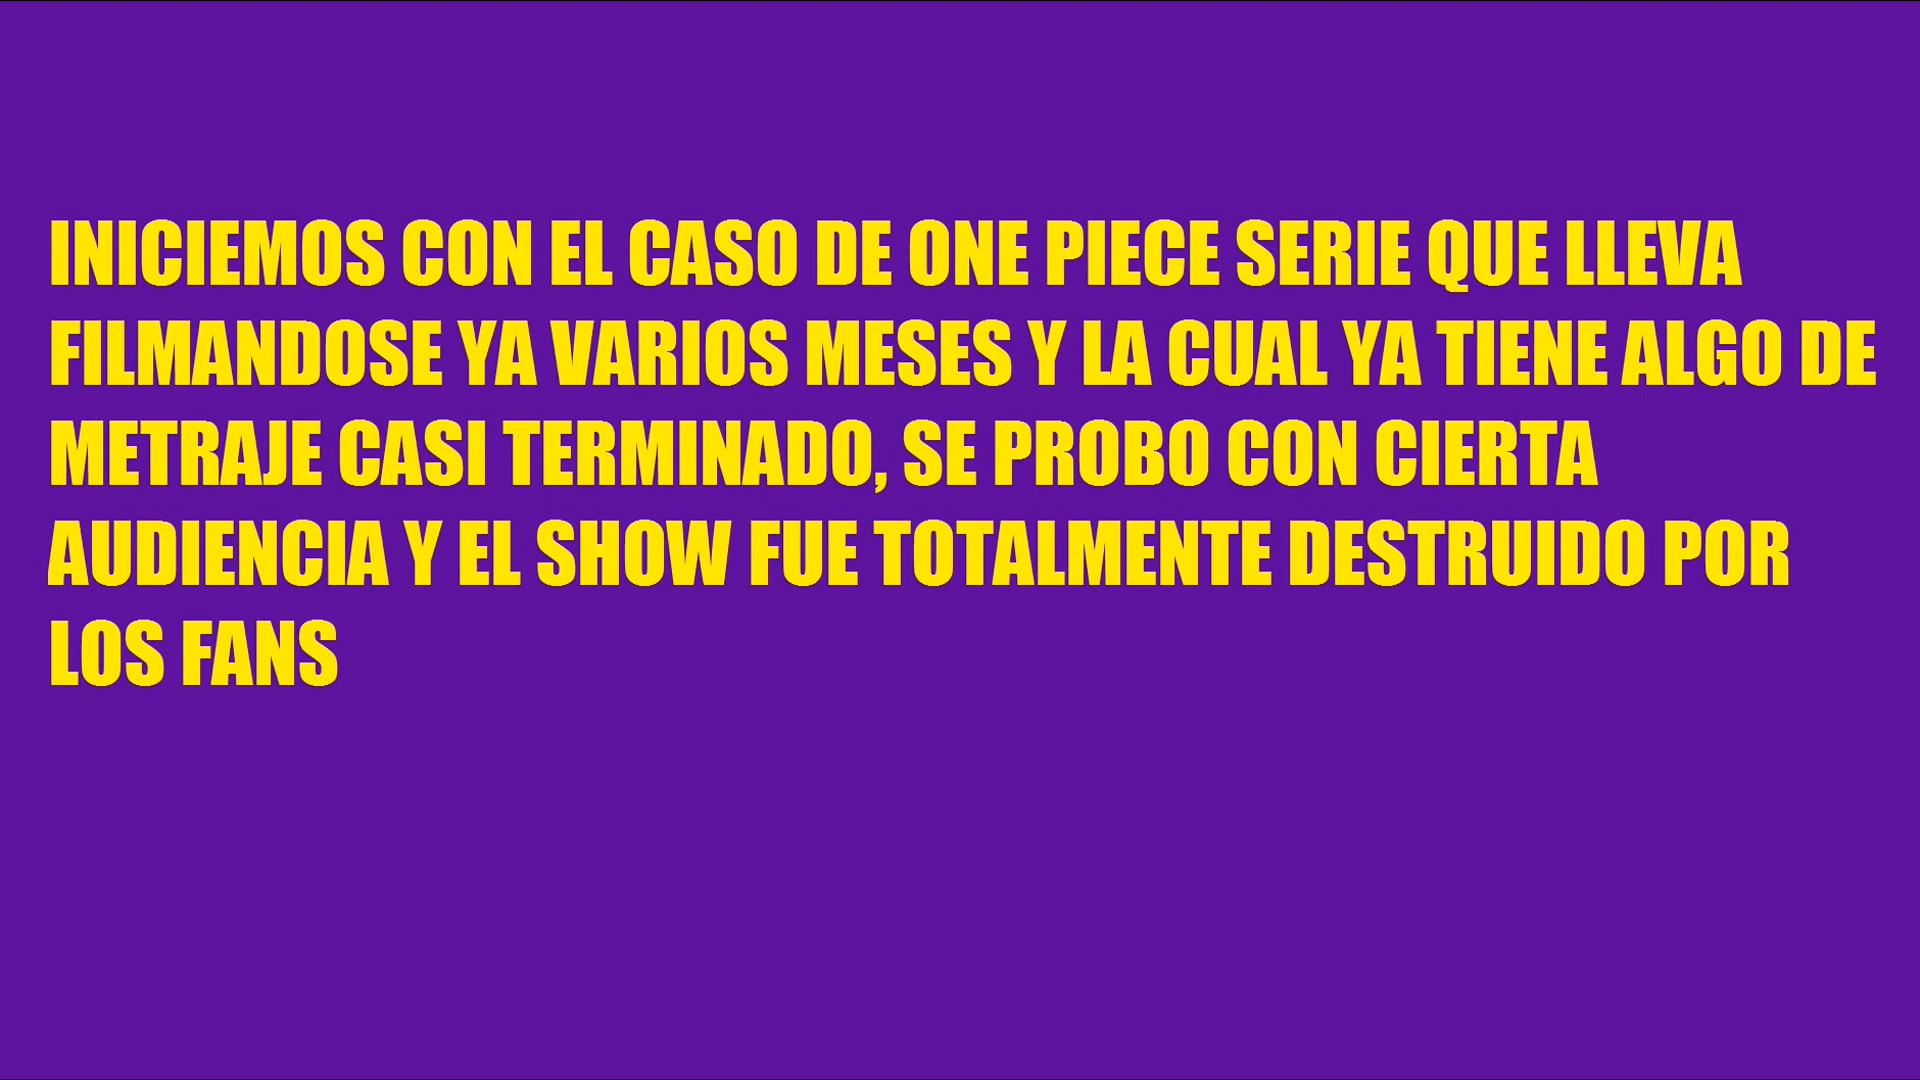 INICIEMOS CON EL CASO DE ONE PIECE SERIE QUE LLEVA
FILMANDOSE YA VARIOS MESES Y LA CUAL YA TIENE ALGO DE
METRAJE CASI TERMINADO, SE PROBO CON CIERTA
AUDIENCIA Y EL SHOW FUE TOTALMENTE DESTRUIDO POR
LOS FANS